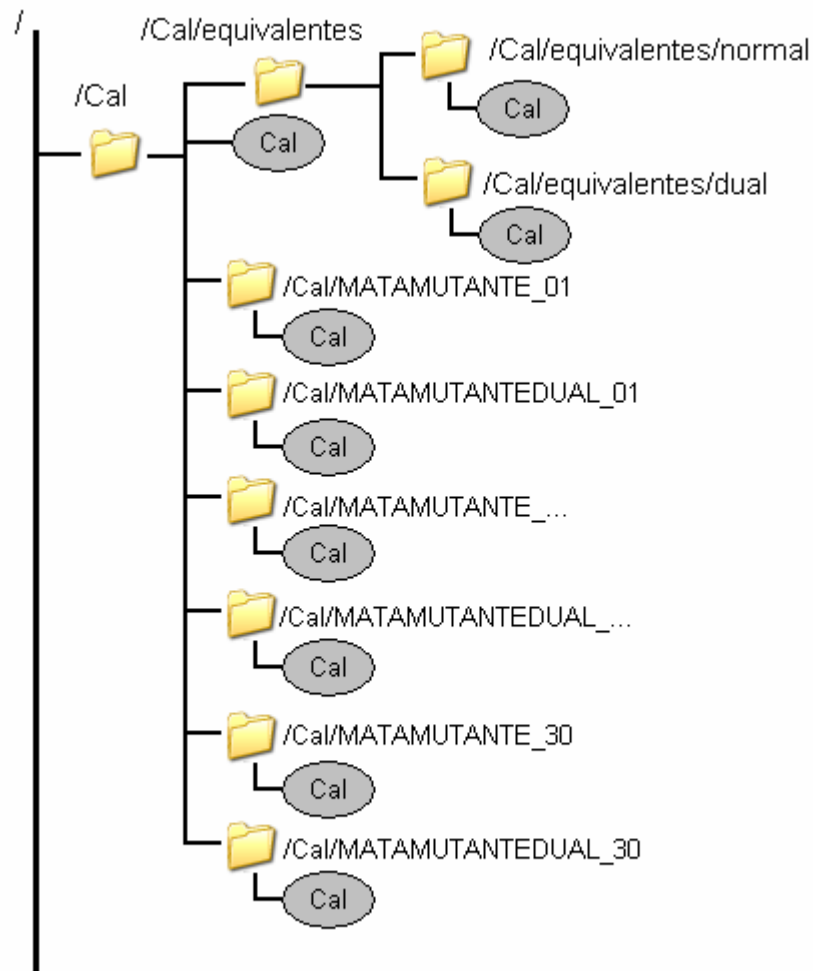 /
/Cal/equivalentes
/Cal/equivalentes/normal
/Cal
Cal
Cal
/Cal/equivalentes/dual
Cal
/Cal/MATAMUTANTE_01
Cal
/Cal/MATAMUTANTEDUAL_01
Cal
/Cal/MATAMUTANTE_...
Cal
/Cal/MATAMUTANTEDUAL_...
Cal
/Cal/MATAMUTANTE_30
Cal
/Cal/MATAMUTANTEDUAL_30
Cal